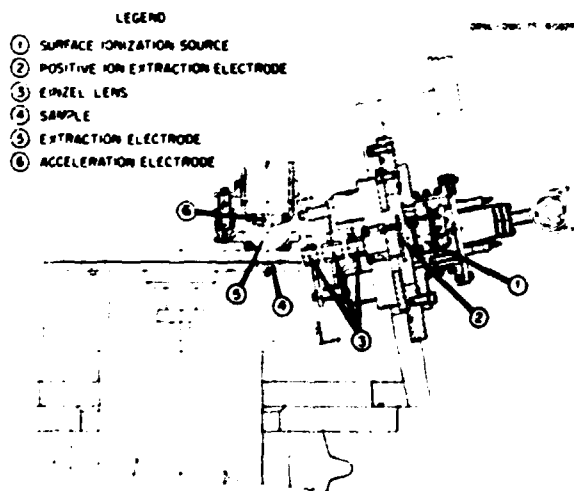 LEGEND
① SURFACE IONIZATION SOURCE
② POSITIVE ION EXTRACTION ELECTRODE
③ EINZEL LENS
④ SAMPLE
⑤ EXTRACTION ELECTRODE
⑥ ACCELERATION ELECTRODE
⑥
①
⑤ ④
②
③